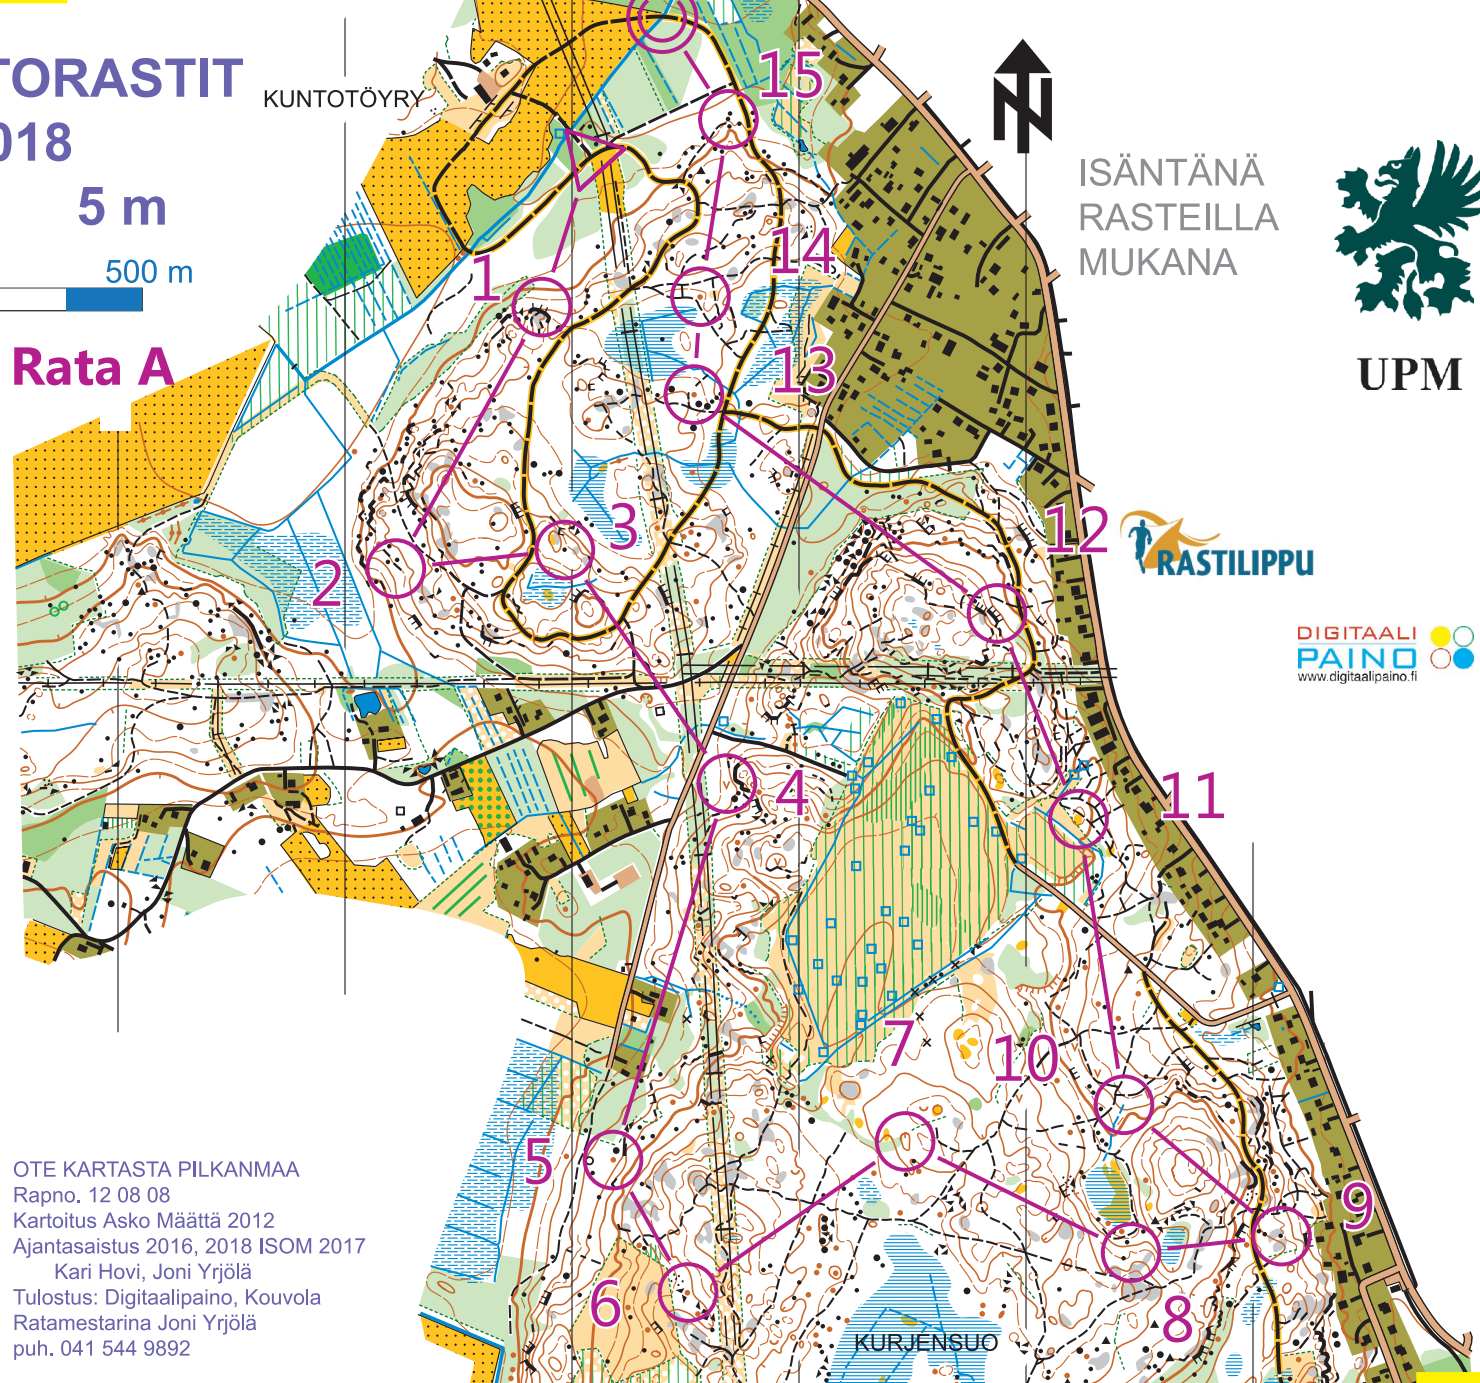 TORASTIT
018
5 m
500 m
Rata A
KUNTOTÖYRY
N
ISÄNTÄNÄ
RASTEILLA
MUKANA
UPM
RASTILIPPU
DIGITAALI
PAINO
www.digitaalipaino.fi
15
14
13
1
2
3
12
4
11
7
10
5
6
9
8
KURJENSUO
OTE KARTASTA PILKANMAA
Rapno. 12 08 08
Kartoitus Asko Määttä 2012
Ajantasaistus 2016, 2018 ISOM 2017
Kari Hovi, Joni Yrjölä
Tulostus: Digitaalipaino, Kouvola
Ratamestarina Joni Yrjölä
puh. 041 544 9892